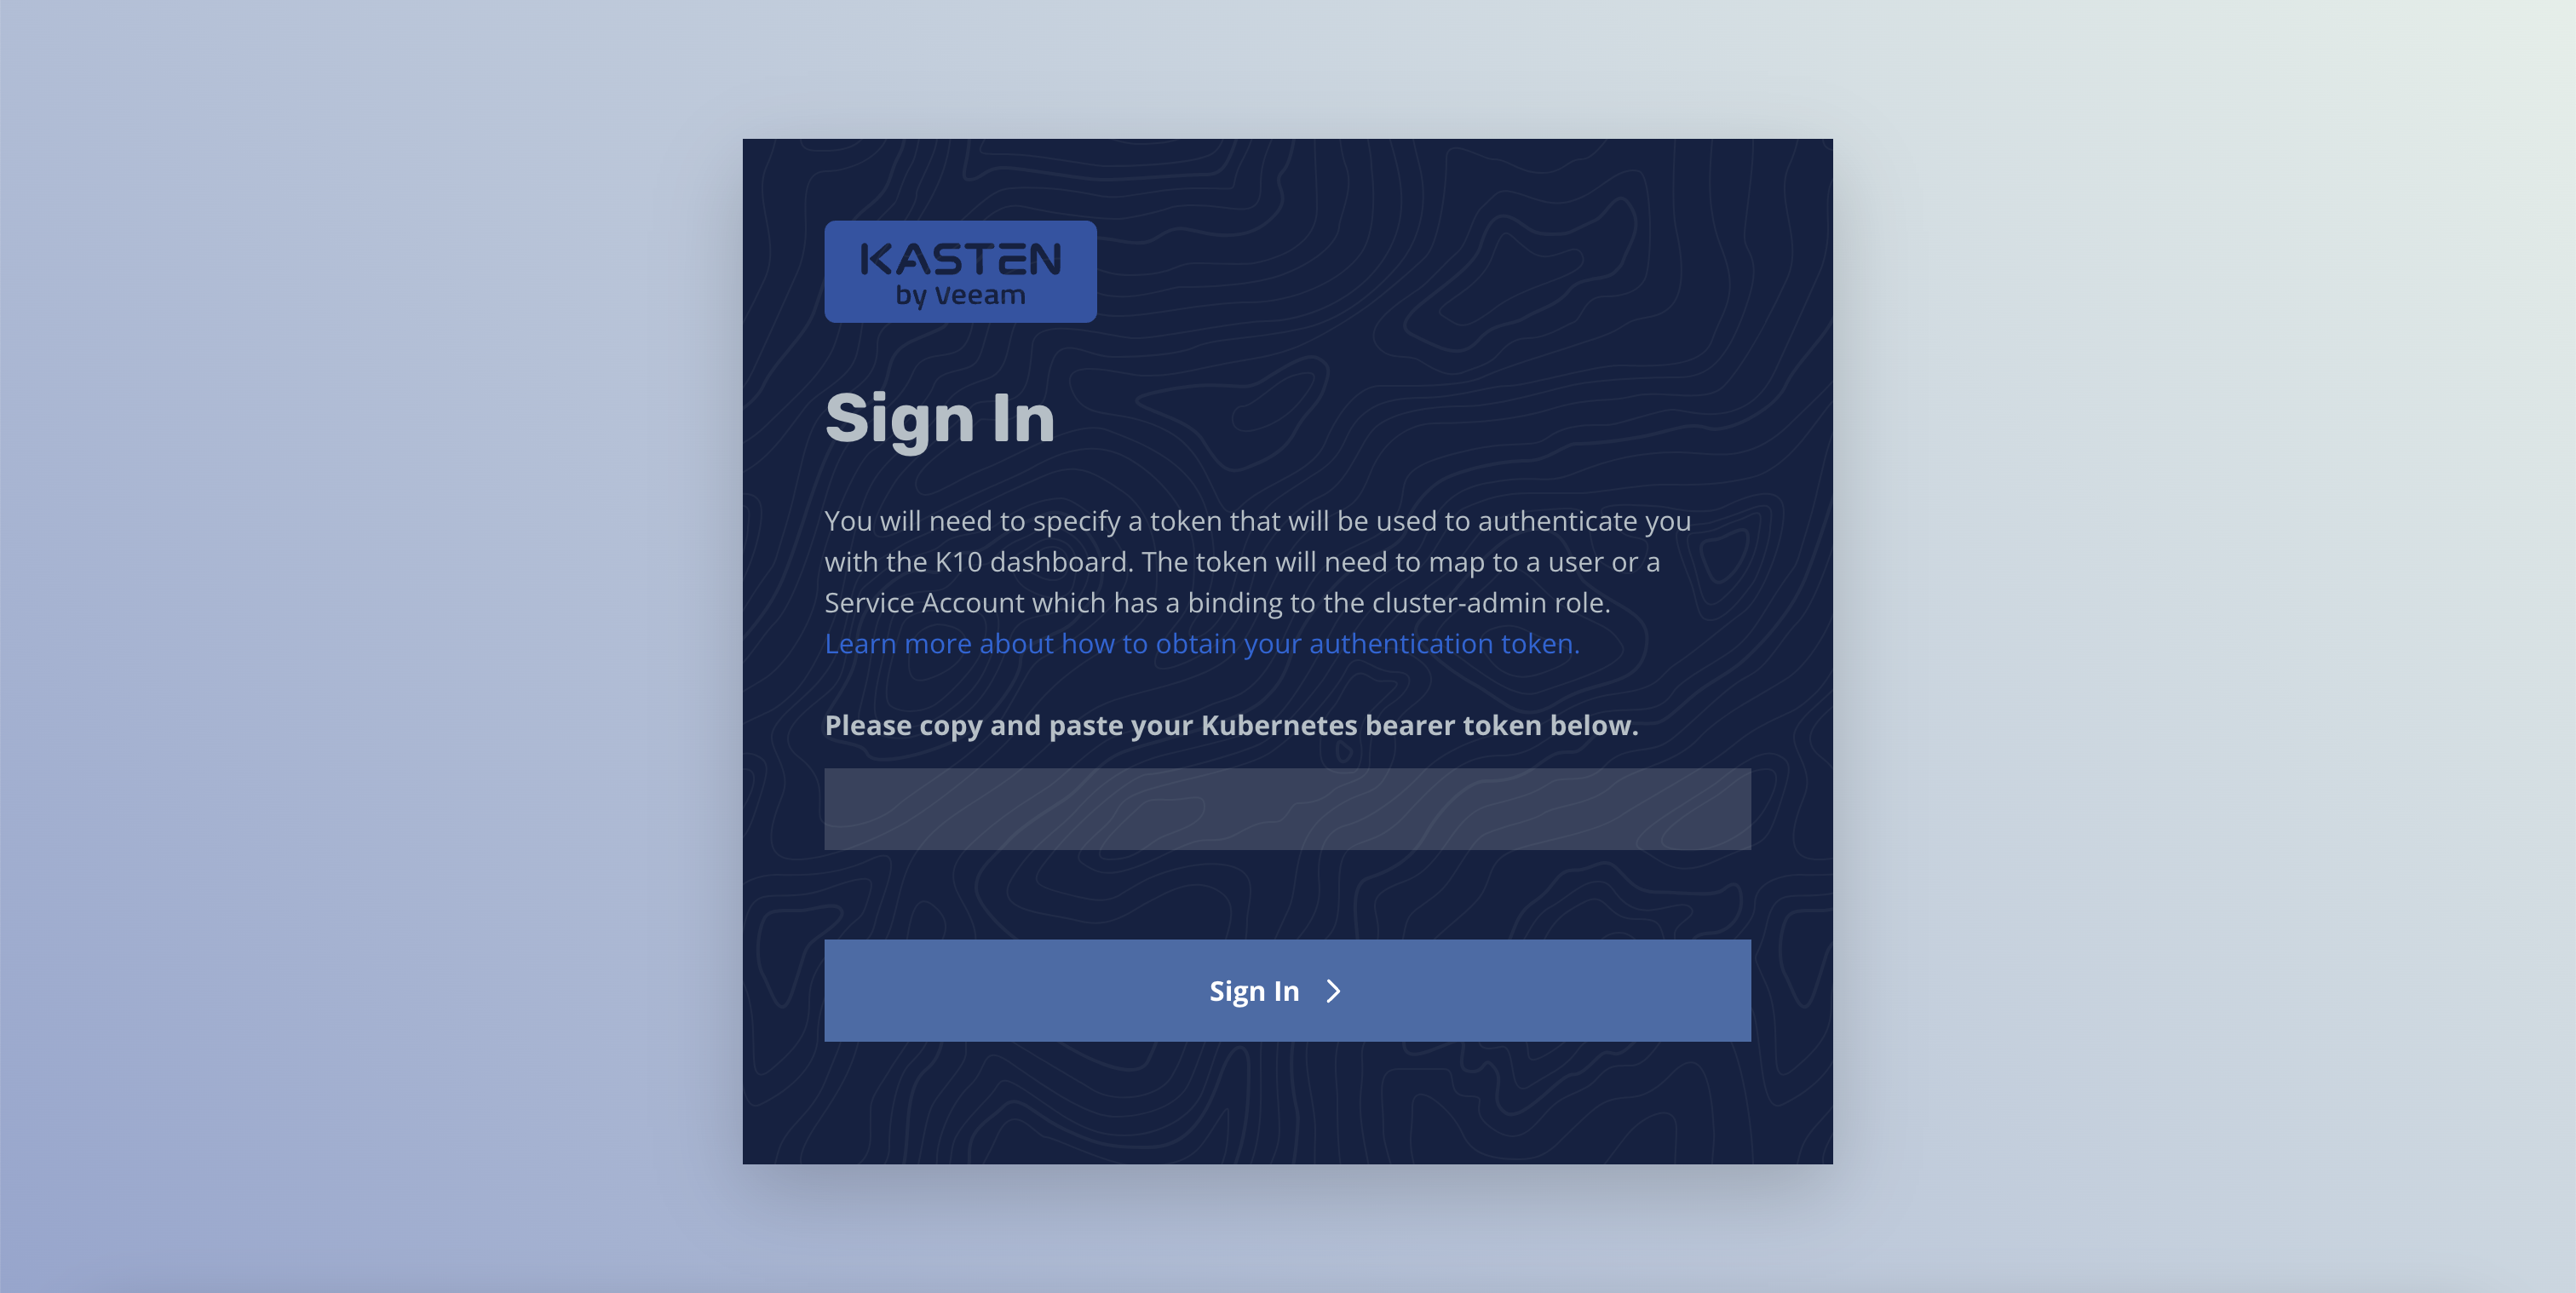 KASTEN
by Veeam
Sign In
You will need to specify a token that will be used to authenticate you
with the K10 dashboard. The token will need to map to a user or a
Service Account which has a binding to the cluster-admin role.
Learn more about how to obtain your authentication token.
Please copy and paste your Kubernetes bearer token below.
Sign In